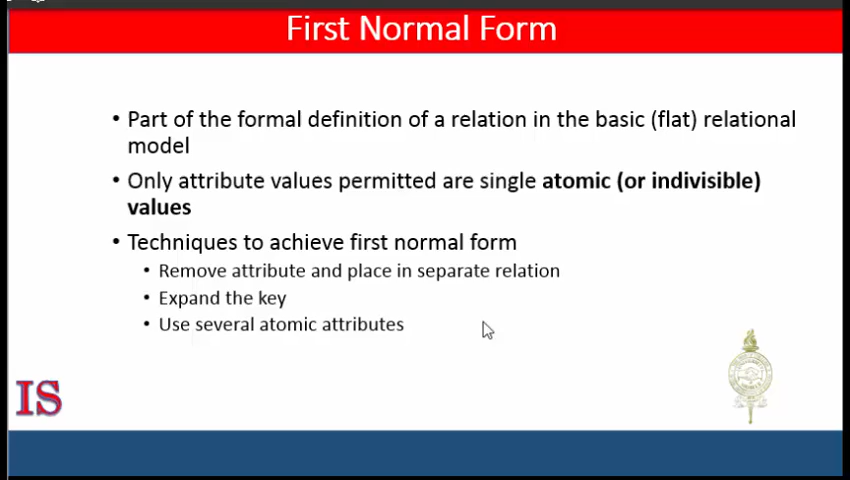 First Normal Form
• Part of the formal definition of a relation in the basic (flat) relational
model
• Only attribute values permitted are single atomic (or indivisible)
values
• Techniques to achieve first normal form
• Remove attribute and place in separate relation
• Expand the key
• Use several atomic attributes
IS